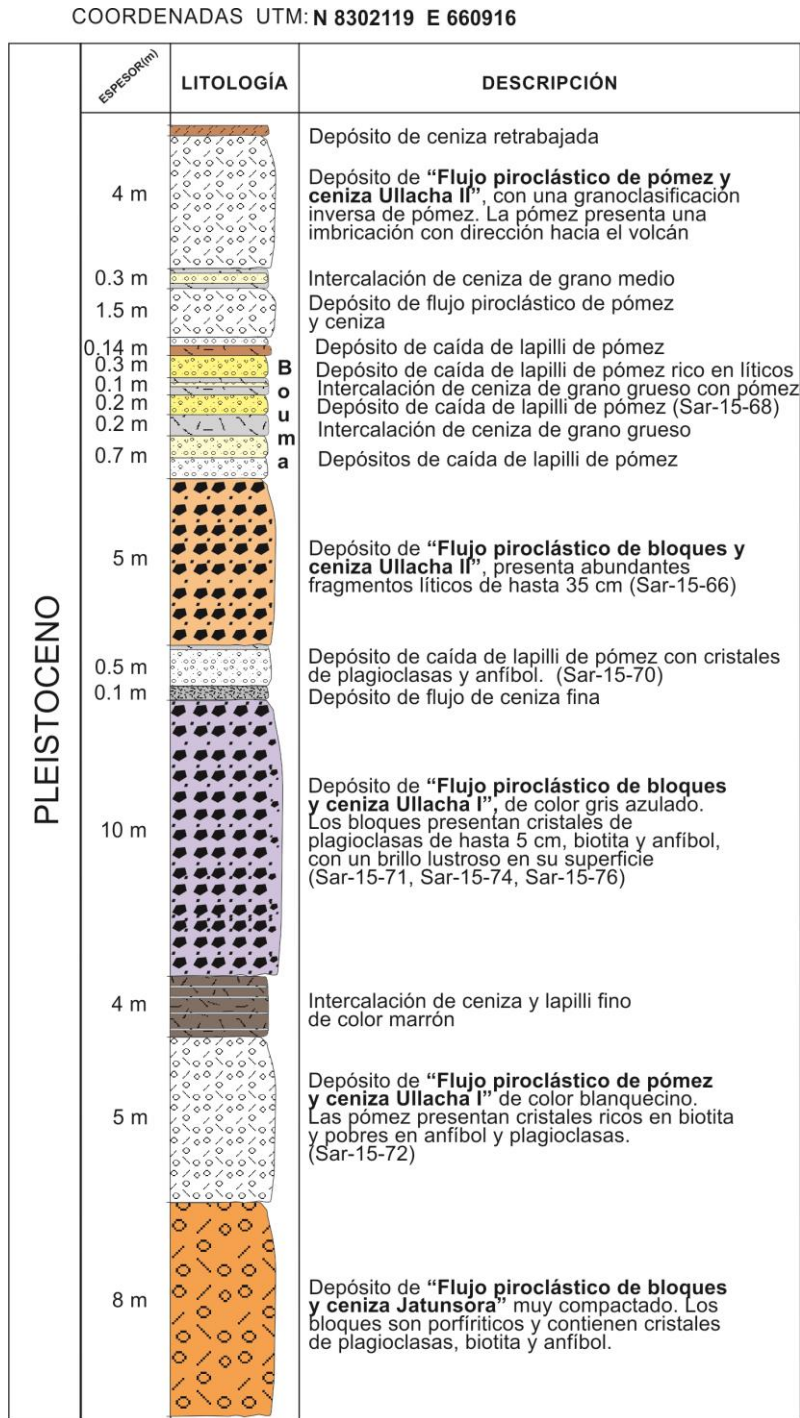 COORDENADAS UTM: N 8302119 E 660916
ESPESOR(m)
LITOLOGÍA
DESCRIPCIÓN
PLEISTOCENO
Depósito de ceniza retrabajada
4 m
Depósito de “Flujo piroclástico de pómez y
ceniza Ullacha II”, con una granoclasificación
inversa de pómez. La pómez presenta una
imbricación con dirección hacia el volcán
0.3 m
Intercalación de ceniza de grano medio
1.5 m
Depósito de flujo piroclástico de pómez
y ceniza
0.14 m
Depósito de caída de lapilli de pómez
0.3 m
Depósito de caída de lapilli de pómez rico en líticos
0.1 m
Intercalación de ceniza de grano grueso con pómez
0.2 m
Depósito de caída de lapilli de pómez (Sar-15-68)
0.2 m
Intercalación de ceniza de grano grueso
0.7 m
Depósitos de caída de lapilli de pómez
Bouma
5 m
Depósito de “Flujo piroclástico de bloques y
ceniza Ullacha II”, presenta abundantes
fragmentos líticos de hasta 35 cm (Sar-15-66)
0.5 m
Depósito de caída de lapilli de pómez con cristales
de plagioclasas y anfíbol. (Sar-15-70)
0.1 m
Depósito de flujo de ceniza fina
10 m
Depósito de “Flujo piroclástico de bloques
y ceniza Ullacha I”, de color gris azulado.
Los bloques presentan cristales de
plagioclasas de hasta 5 cm, biotita y anfíbol,
con un brillo lustroso en su superficie
(Sar-15-71, Sar-15-74, Sar-15-76)
4 m
Intercalación de ceniza y lapilli fino
de color marrón
5 m
Depósito de “Flujo piroclástico de pómez
y ceniza Ullacha I” de color blanquecino.
Las pómez presentan cristales ricos en biotita
y pobres en anfíbol y plagioclasas.
(Sar-15-72)
8 m
Depósito de “Flujo piroclástico de bloques
y ceniza Jatunsora” muy compactado. Los
bloques son porfíriticos y contienen cristales
de plagioclasas, biotita y anfíbol.